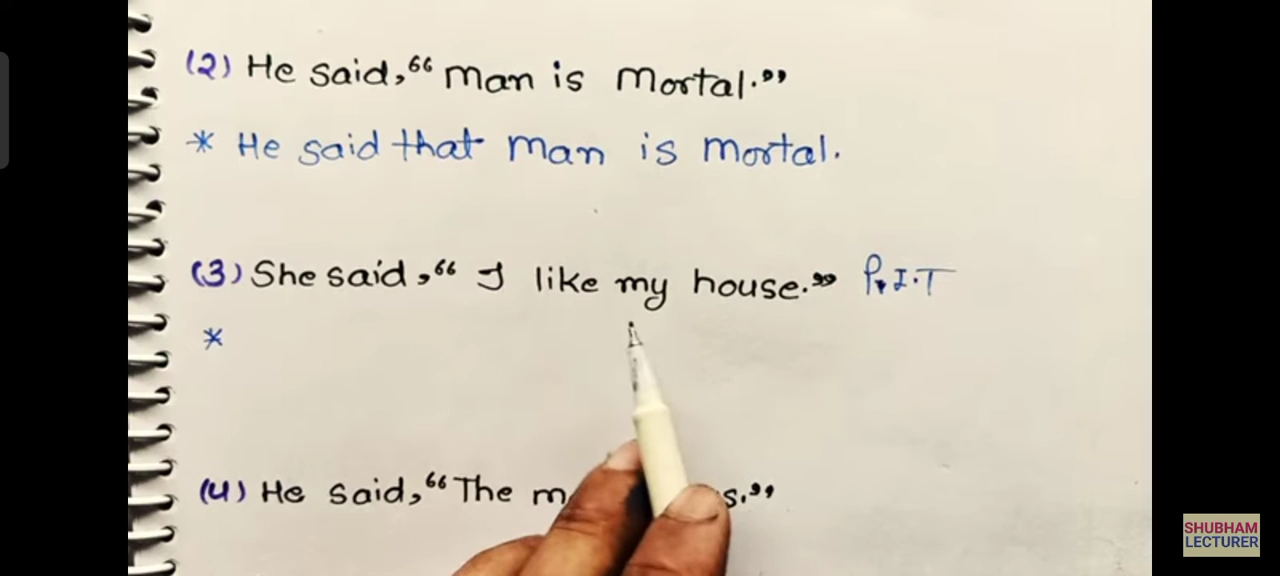 (2) He said, “Man is Mortal.”
* He said that Man is Mortal.
(3) She said, “I like my house.” Pr.I.T
*
(4) He said, “The
SHUBHAM
LECTURER